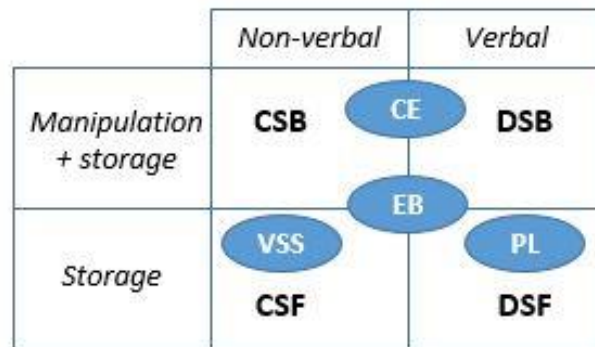 Non-verbal Verbal
Manipulation
+ storage
CSB CE DSB
EB
VSS PL
Storage
CSF DSF